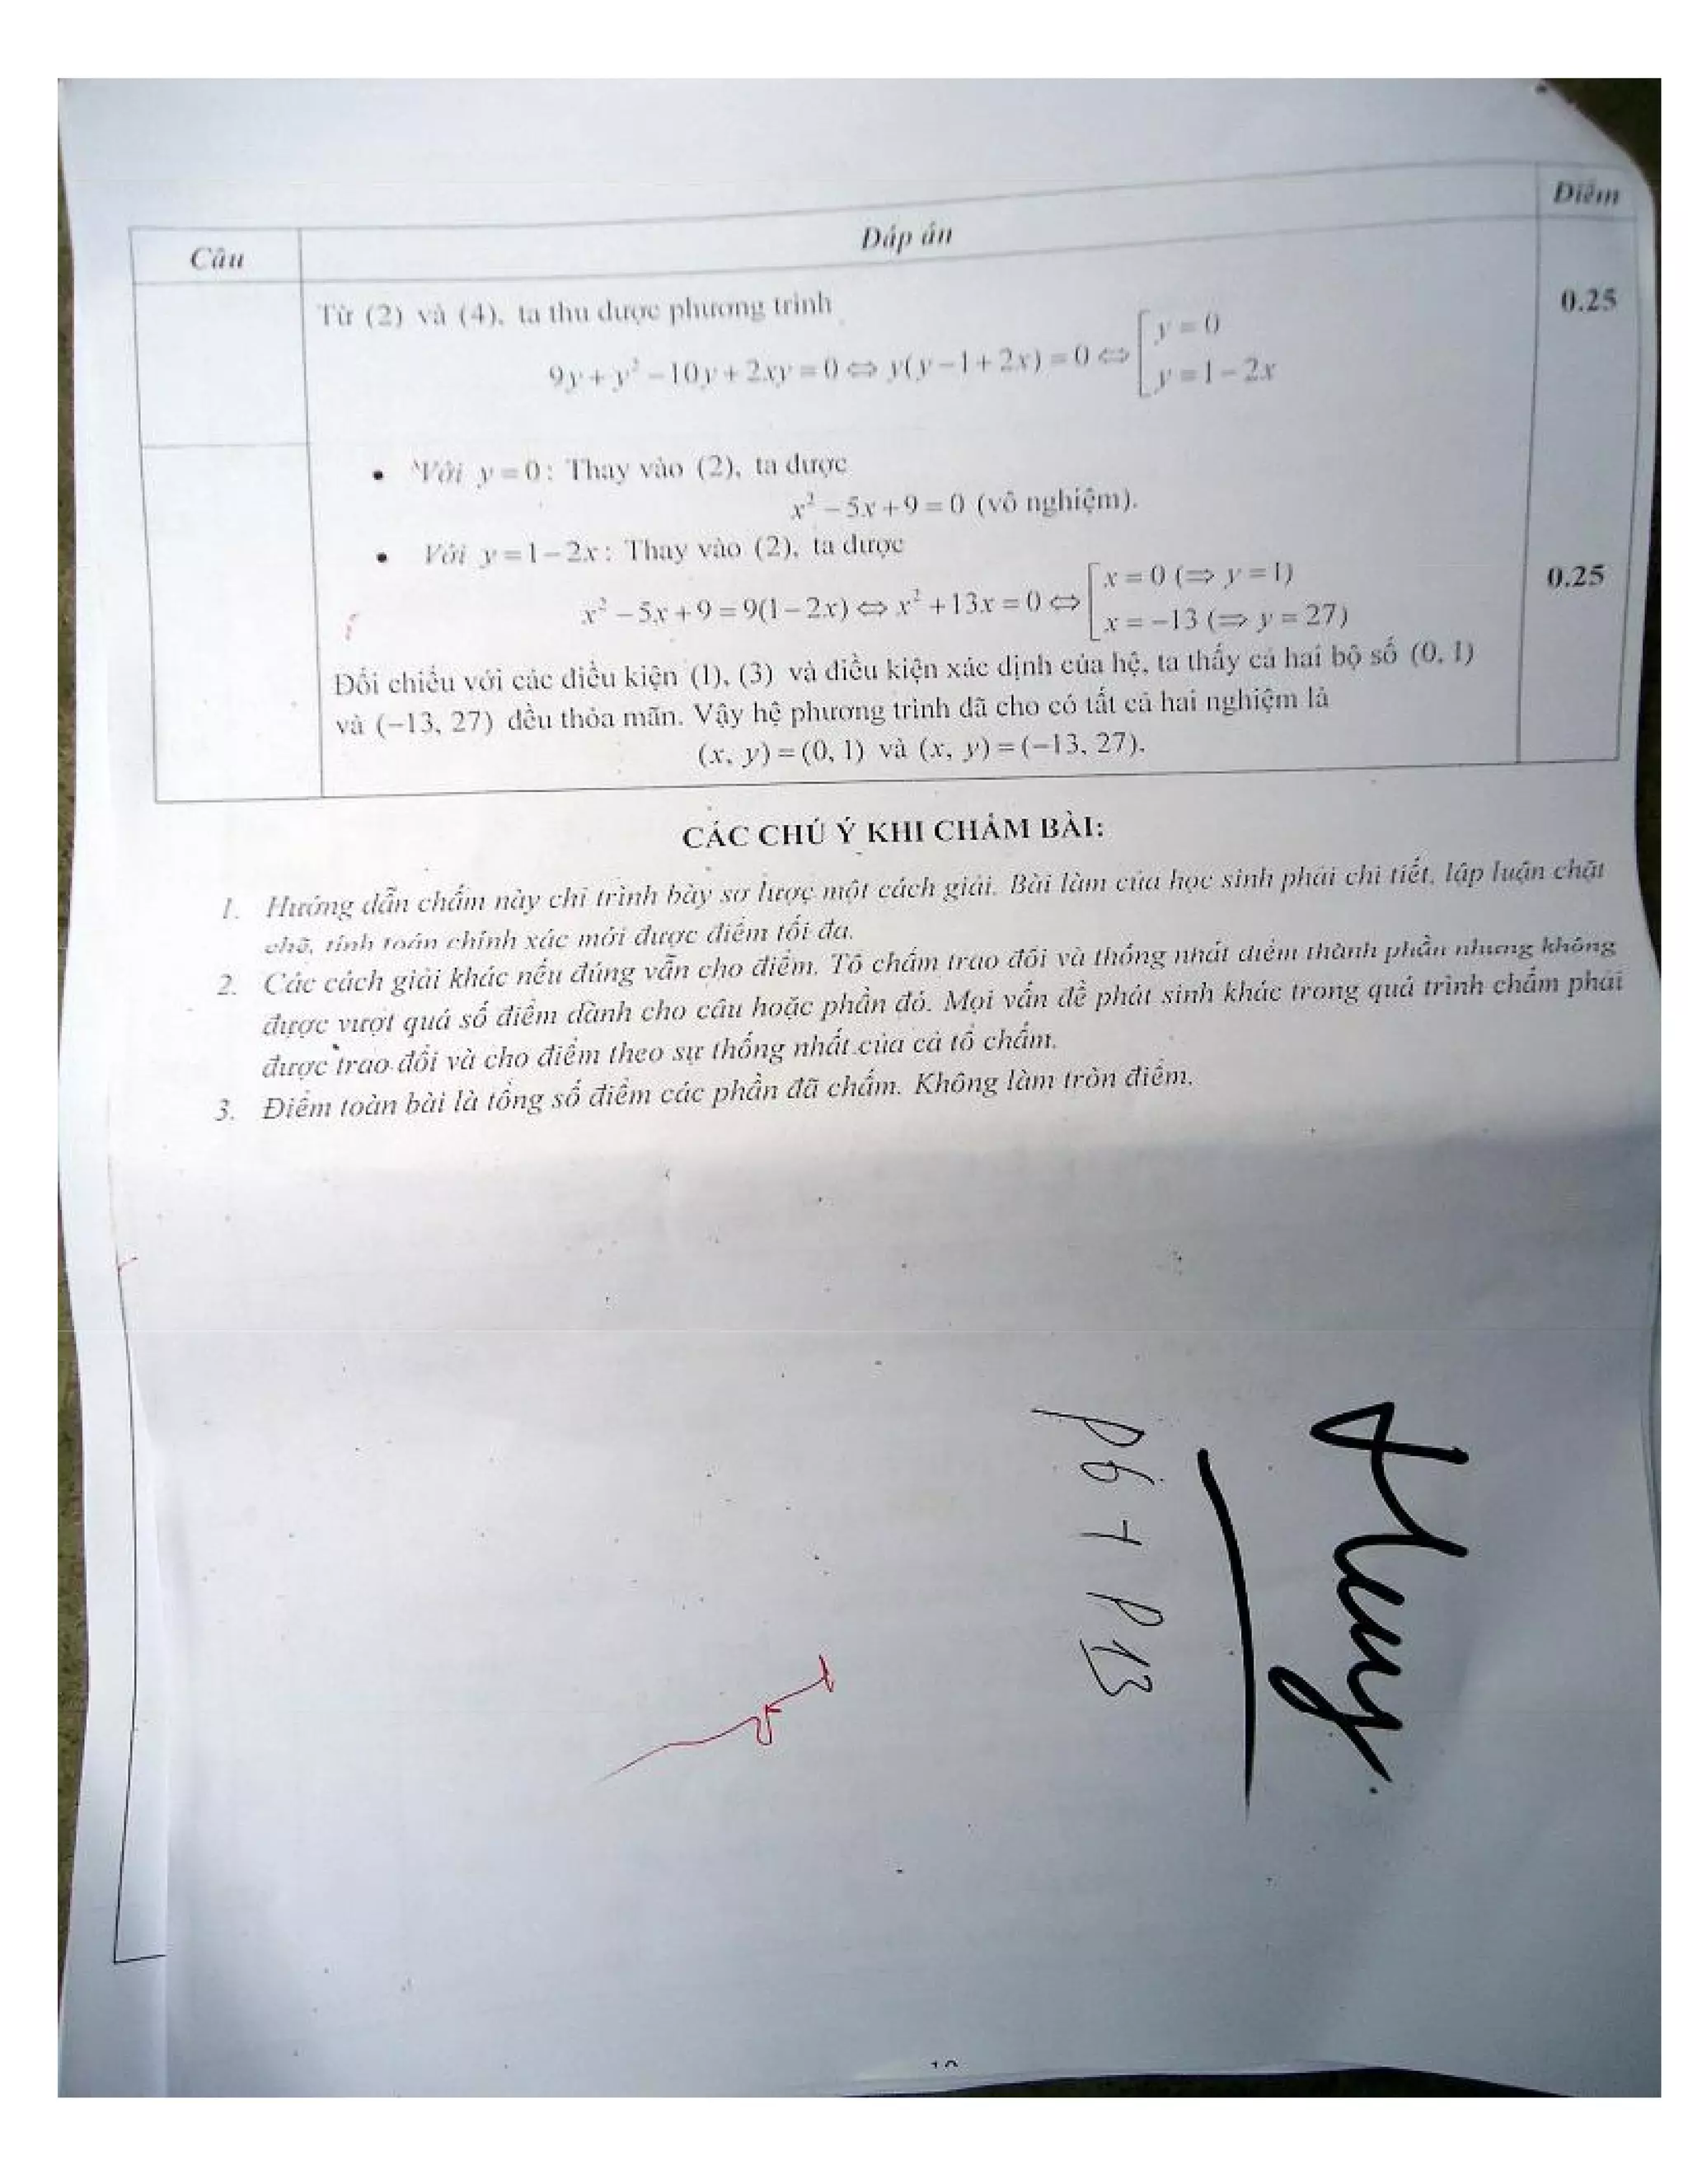 Câu Đáp án Điểm
Từ (2) và (4), ta thu được phương trình 0.25
9y + y² − 10y + 2xy = 0 ⇔ y(y − 1 + 2x) = 0 ⇔ [ y = 0
y = 1 − 2x
• Với y = 0 : Thay vào (2), ta được
x² − 5x + 9 = 0 (vô nghiệm).
• Với y = 1 − 2x : Thay vào (2), ta được
x² − 5x + 9 = 9(1 − 2x) ⇔ x² + 13x = 0 ⇔ [ x = 0 (⇒ y = 1) 0.25
x = −13 (⇒ y = 27)
Đối chiếu với các điều kiện (1), (3) và điều kiện xác định của hệ, ta thấy cả hai bộ số (0, 1)
và (−13, 27) đều thỏa mãn. Vậy hệ phương trình đã cho có tất cả hai nghiệm là
(x, y) = (0, 1) và (x, y) = (−13, 27).
CÁC CHÚ Ý KHI CHẤM BÀI:
1. Hướng dẫn chấm này chỉ trình bày sơ lược một cách giải. Bài làm của học sinh phải chi tiết, lập luận chặt
chẽ, tính toán chính xác mới được điểm tối đa.
2. Các cách giải khác nếu đúng vẫn cho điểm. Tổ chấm trao đổi và thống nhất điểm thành phần nhưng không
được vượt quá số điểm dành cho câu hoặc phần đó. Mọi vấn đề phát sinh khác trong quá trình chấm phải
được trao đổi và cho điểm theo sự thống nhất của cả tổ chấm.
3. Điểm toàn bài là tổng số điểm các phần đã chấm. Không làm tròn điểm.
Huy
P6 + P13